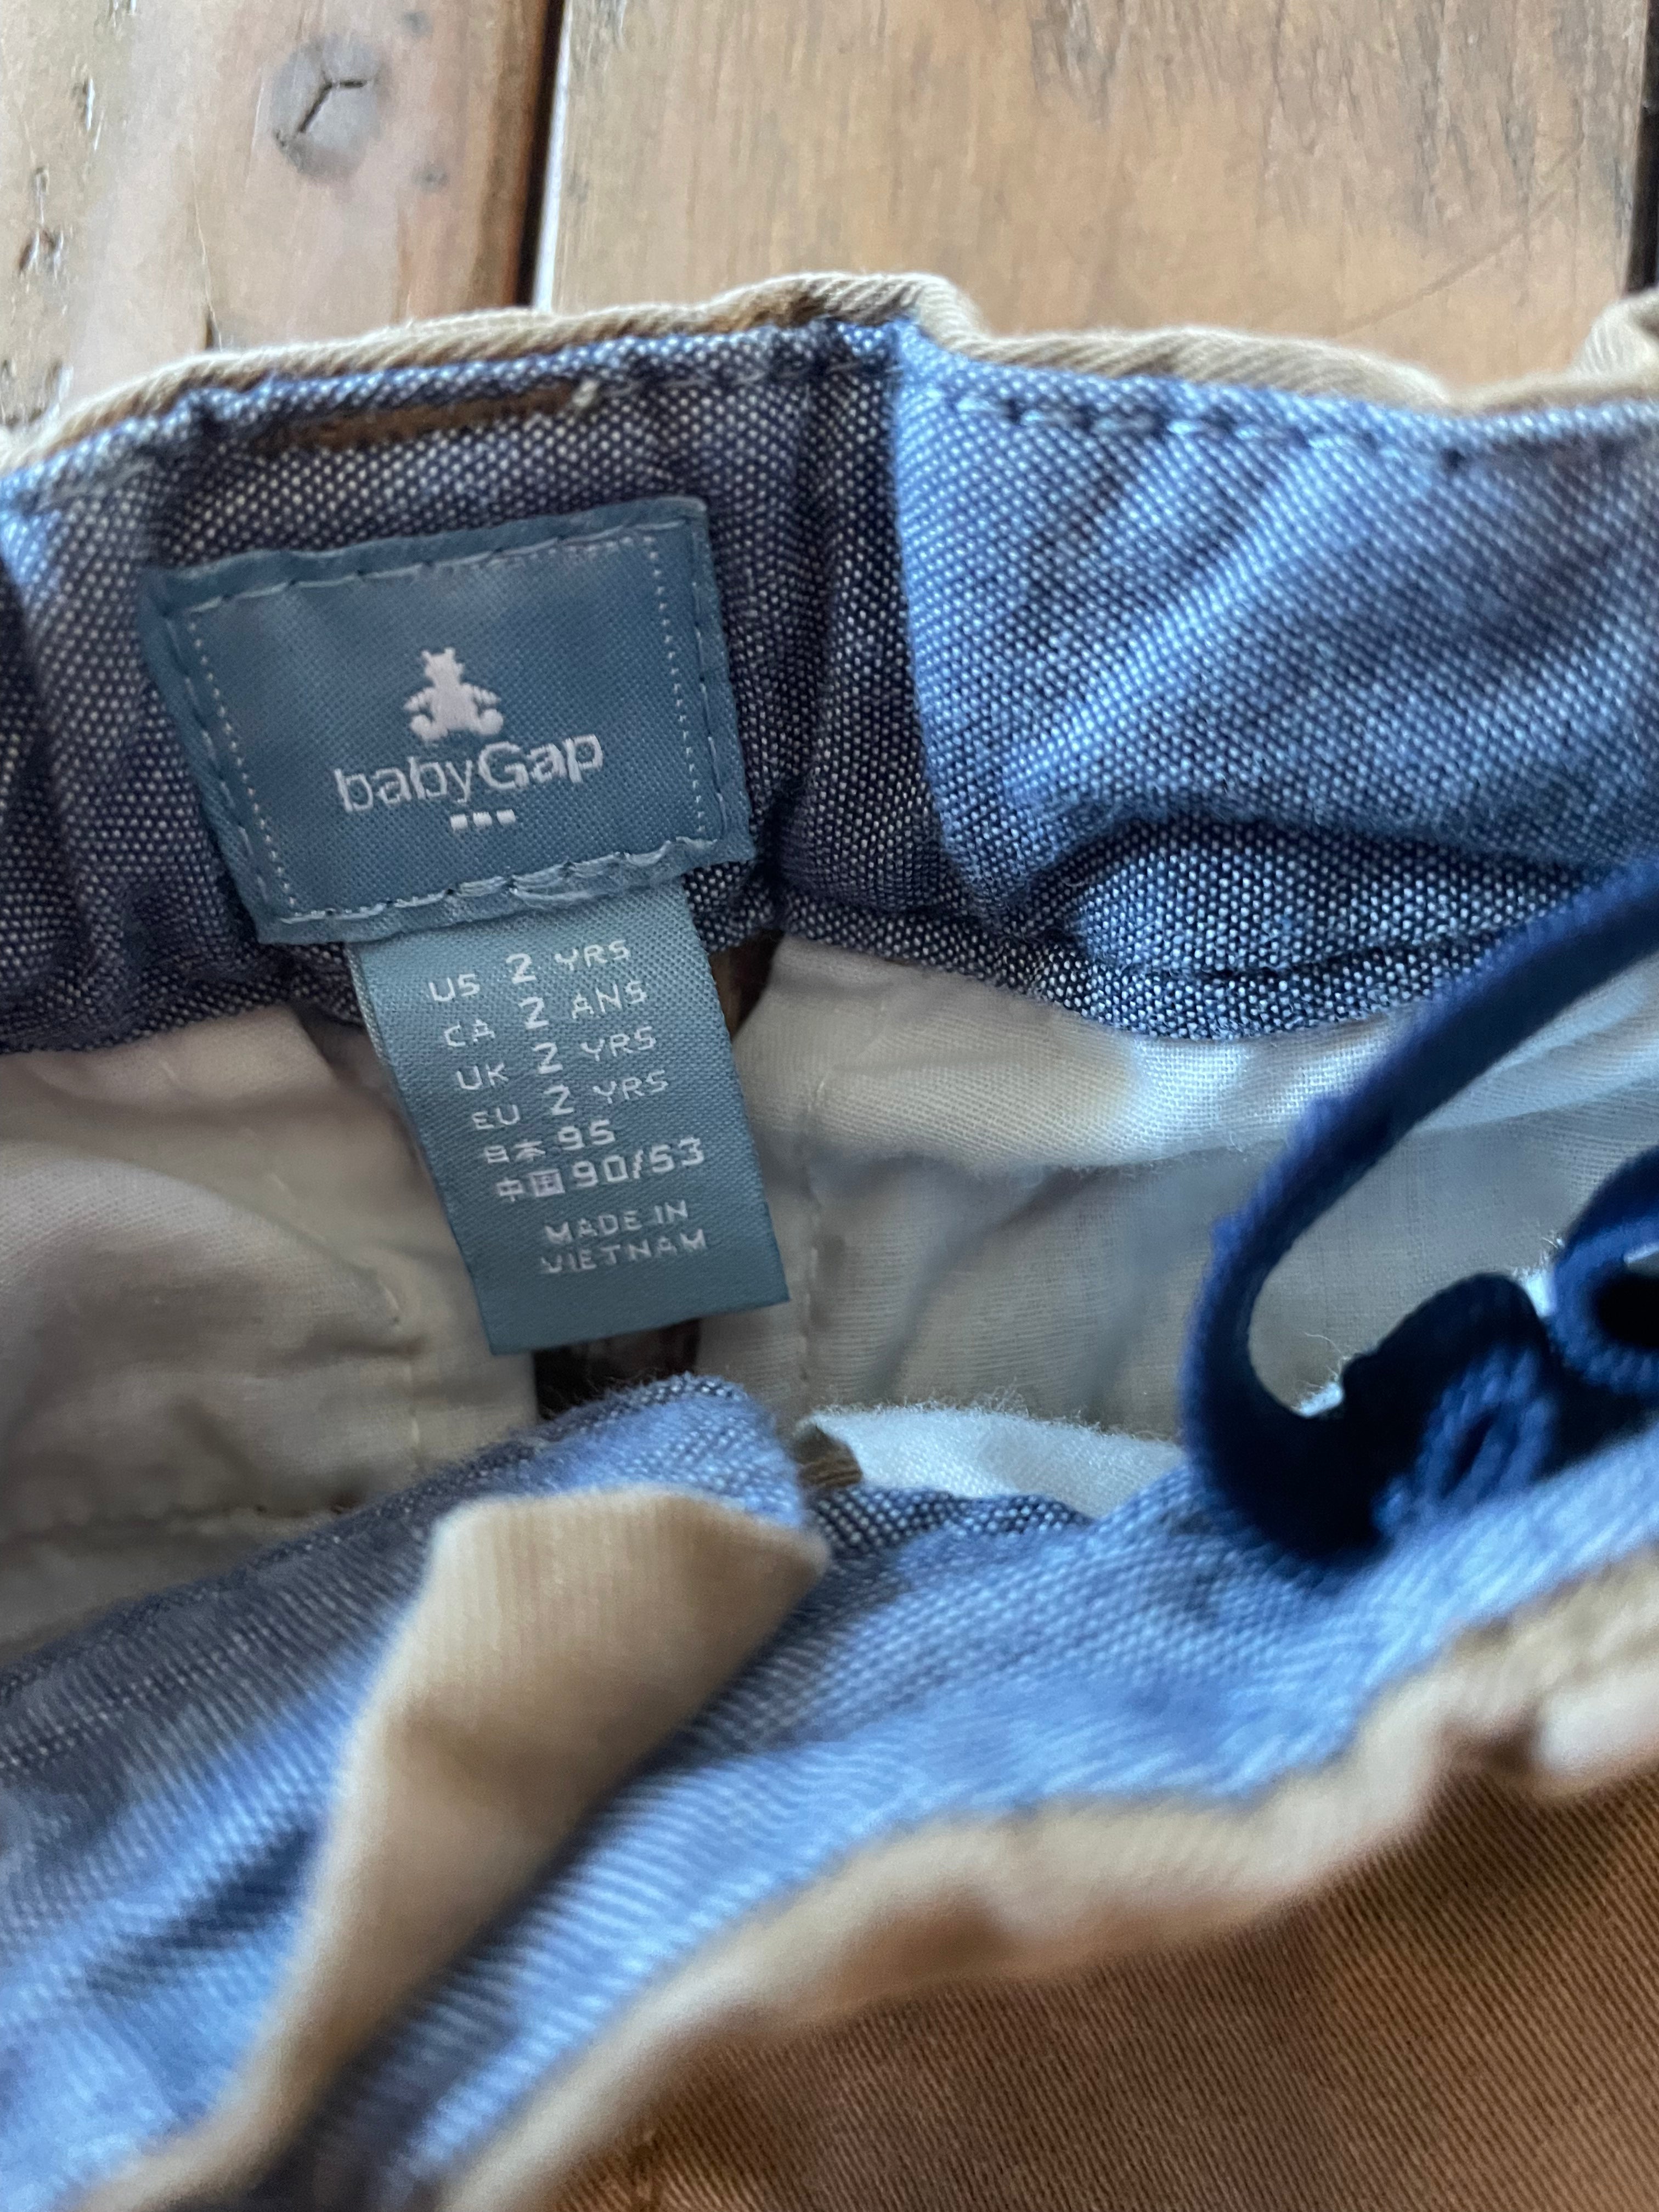 babyGap
US 2 YRS
CA 2 ANS
UK 2 YRS
EU 2 YRS
日本 95
中国 90/53
MADE IN
VIETNAM